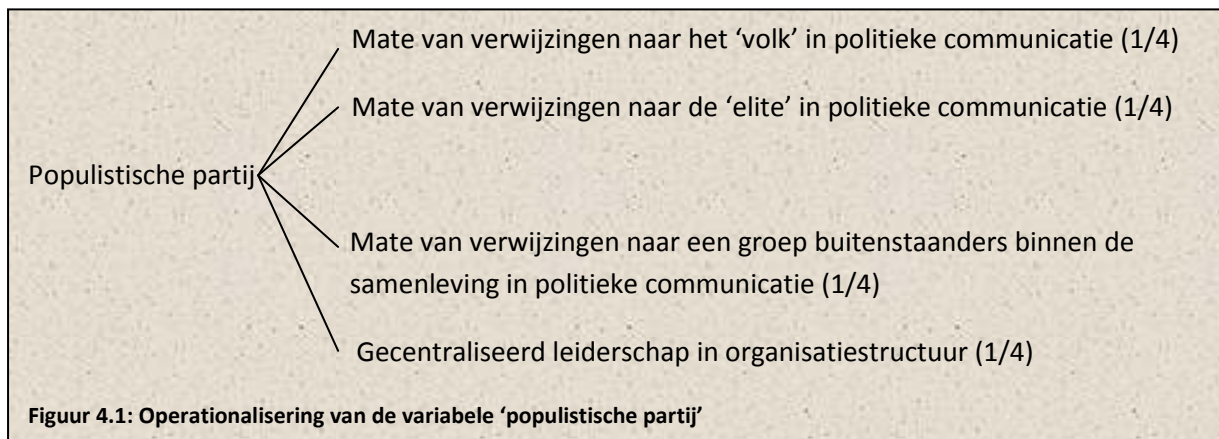 Mate van verwijzingen naar het ‘volk’ in politieke communicatie (1/4)
Mate van verwijzingen naar de ‘elite’ in politieke communicatie (1/4)
Populistische partij
Mate van verwijzingen naar een groep buitenstaanders binnen de
samenleving in politieke communicatie (1/4)
Gecentraliseerd leiderschap in organisatiestructuur (1/4)
Figuur 4.1: Operationalisering van de variabele ‘populistische partij’